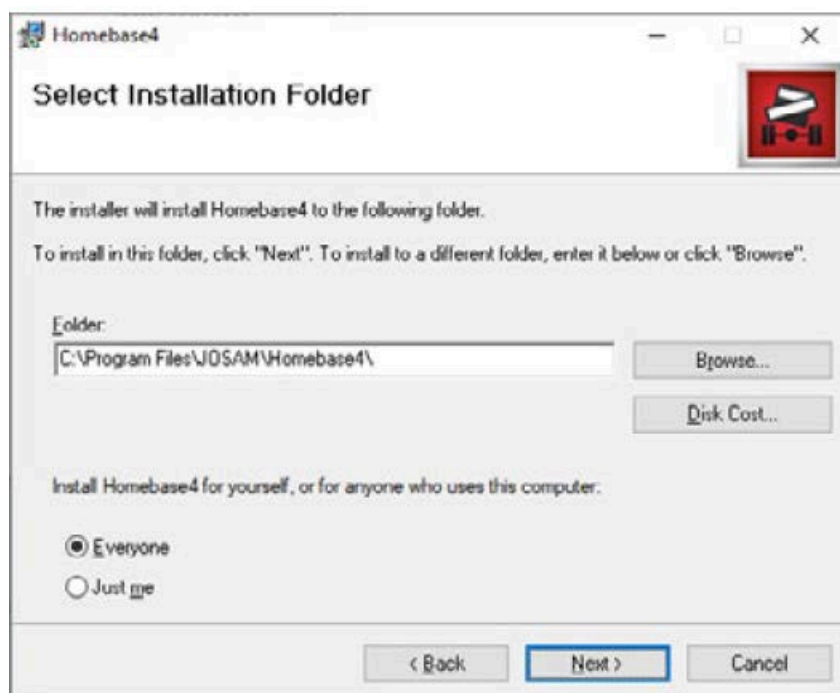 Homebase4
Select Installation Folder
The installer will install Homebase4 to the following folder.
To install in this folder, click "Next". To install to a different folder, enter it below or click "Browse".
Folder:
C:\Program Files\JOSAM\Homebase4\
Browse...
Disk Cost...
Install Homebase4 for yourself, or for anyone who uses this computer:
Everyone
Just me
< Back Next > Cancel